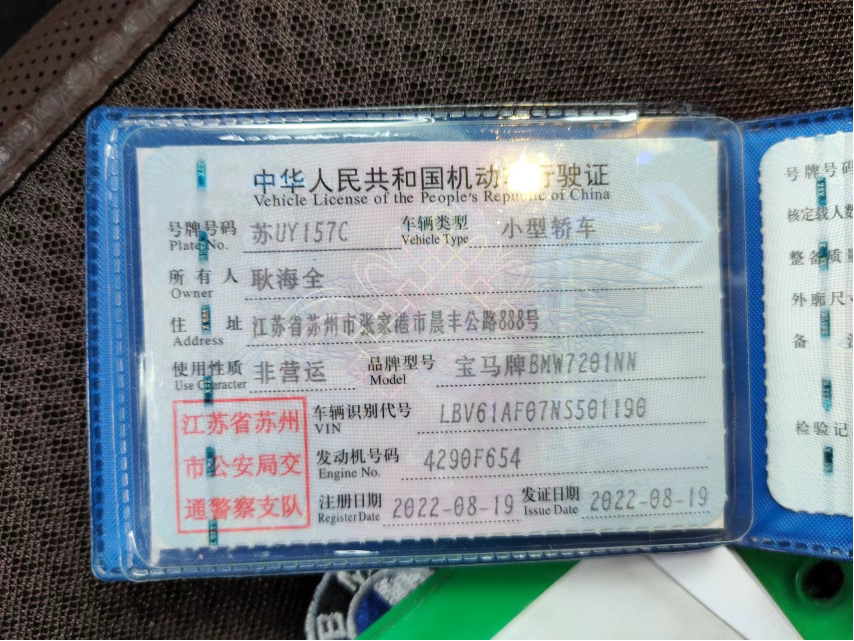 中华人民共和国机动 行驶证
Vehicle License of the People's Republic of China
号牌号码 苏UY157C 车辆类型 小型轿车
Plate No. Vehicle Type
所有人 耿海全
Owner
住址 江苏省苏州市张家港市晨丰公路888号
Address
使用性质 非营运 品牌型号 宝马牌BMW7201NN
Use Character Model
江苏省苏州
市公安局交
通警察支队
车辆识别代号 LBV61AF07NS501190
VIN
发动机号码 4290F654
Engine No.
注册日期 2022-08-19 发证日期 2022-08-19
Register Date Issue Date
号牌号码
核定载人数
整备质量
外廓尺寸
备
检验记